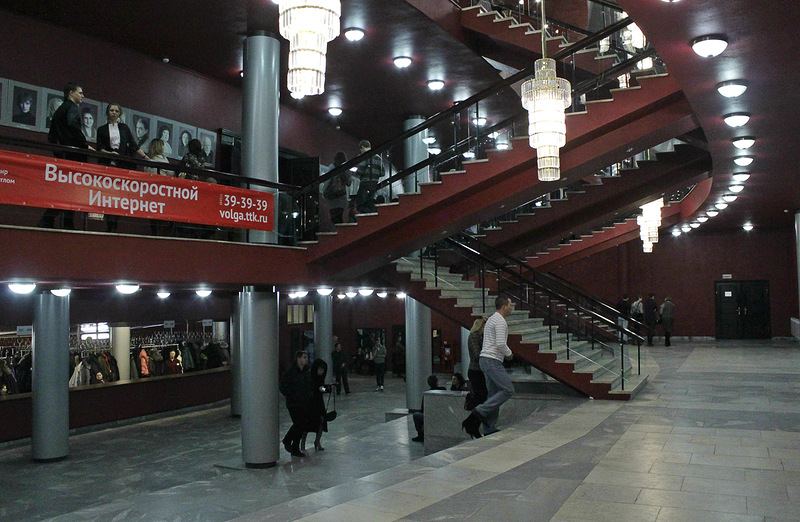 Высокоскоростной
Интернет
39-39-39
volga.ttk.ru